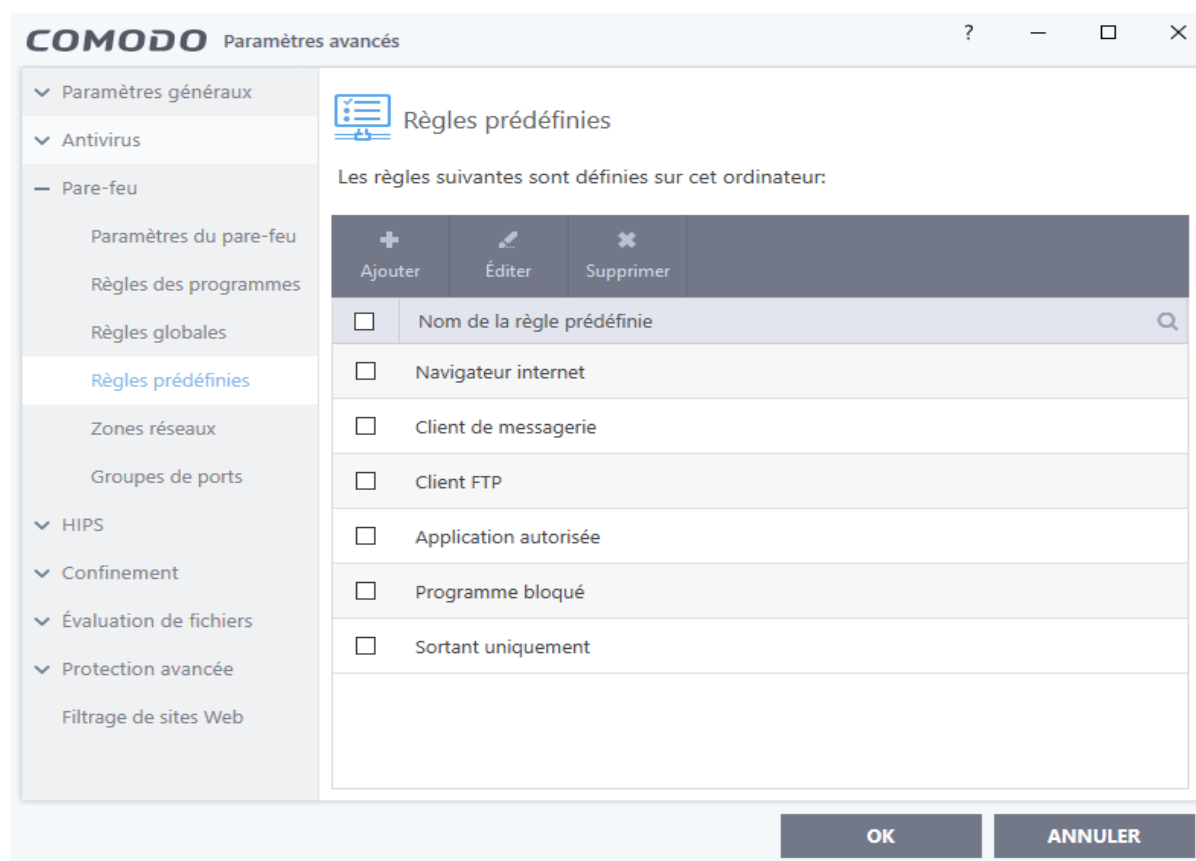 COMODO Paramètres avancés ?
Paramètres généraux
Antivirus
Pare-feu
Paramètres du pare-feu
Règles des programmes
Règles globales
Règles prédéfinies
Zones réseaux
Groupes de ports
HIPS
Confinement
Évaluation de fichiers
Protection avancée
Filtrage de sites Web
Règles prédéfinies
Les règles suivantes sont définies sur cet ordinateur:
Ajouter Éditer Supprimer
Nom de la règle prédéfinie
Navigateur internet
Client de messagerie
Client FTP
Application autorisée
Programme bloqué
Sortant uniquement
OK ANNULER